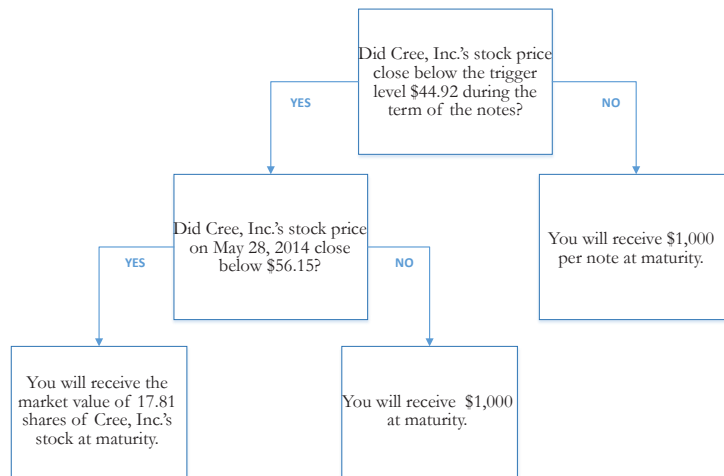 Did Cree, Inc.'s stock price
close below the trigger
level $44.92 during the
term of the notes?
YES
NO
Did Cree, Inc.'s stock price
on May 28, 2014 close
below $56.15?
You will receive $1,000
per note at maturity.
YES
NO
You will receive the
market value of 17.81
shares of Cree, Inc.'s
stock at maturity.
You will receive $1,000
at maturity.